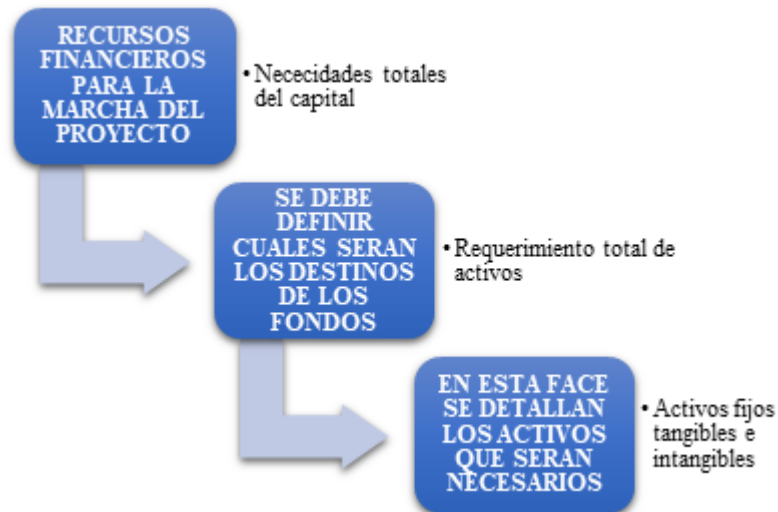 RECURSOS
FINANCIEROS
PARA LA
MARCHA DEL
PROYECTO
• Nececidades totales
del capital
SE DEBE
DEFINIR
CUALES SERAN
LOS DESTINOS
DE LOS
FONDOS
• Requerimiento total de
activos
EN ESTA FACE
SE DETALLAN
LOS ACTIVOS
QUE SERAN
NECESARIOS
• Activos fijos
tangibles e
intangibles